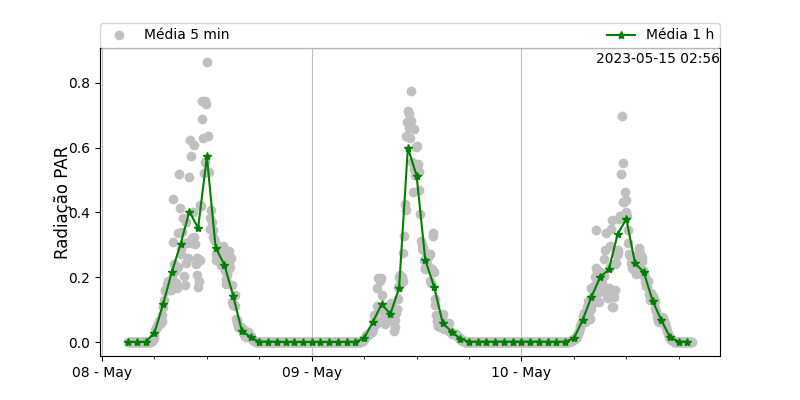 Média 5 min
Média 1 h
2023-05-15 02:56
Radiação PAR
0.8
0.6
0.4
0.2
0.0
08 - May
09 - May
10 - May